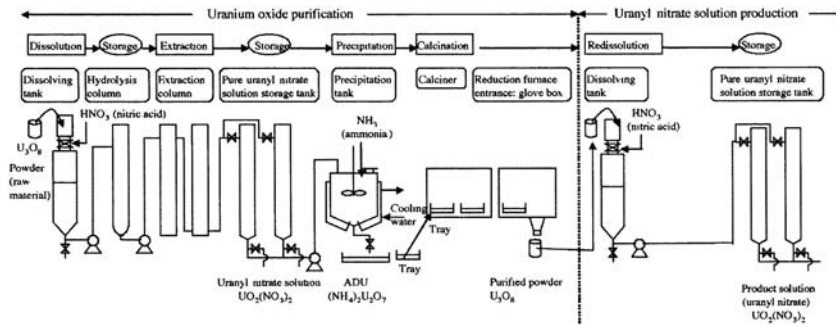 Uranium oxide purification
Uranyl nitrate solution production
Dissolution
Storage
Extraction
Storage
Precipitation
Calcination
Redissolution
Storage
Dissolving
tank
Hydrolysis
column
Extraction
column
Pure uranyl nitrate
solution storage tank
Precipitation
tank
Calciner
Reduction furnace
entrance: glove box
Dissolving
tank
Pure uranyl nitrate
solution storage tank
HNO₃ (nitric acid)
U₃O₈
Powder
(raw
material)
NH₃
(ammonia)
Cooling
water
Tray
Tray
HNO₃
(nitric acid)
Uranyl nitrate solution
UO₂(NO₃)₂
ADU
(NH₄)₂U₂O₇
Purified powder
U₃O₈
Product solution
(uranyl nitrate)
UO₂(NO₃)₂